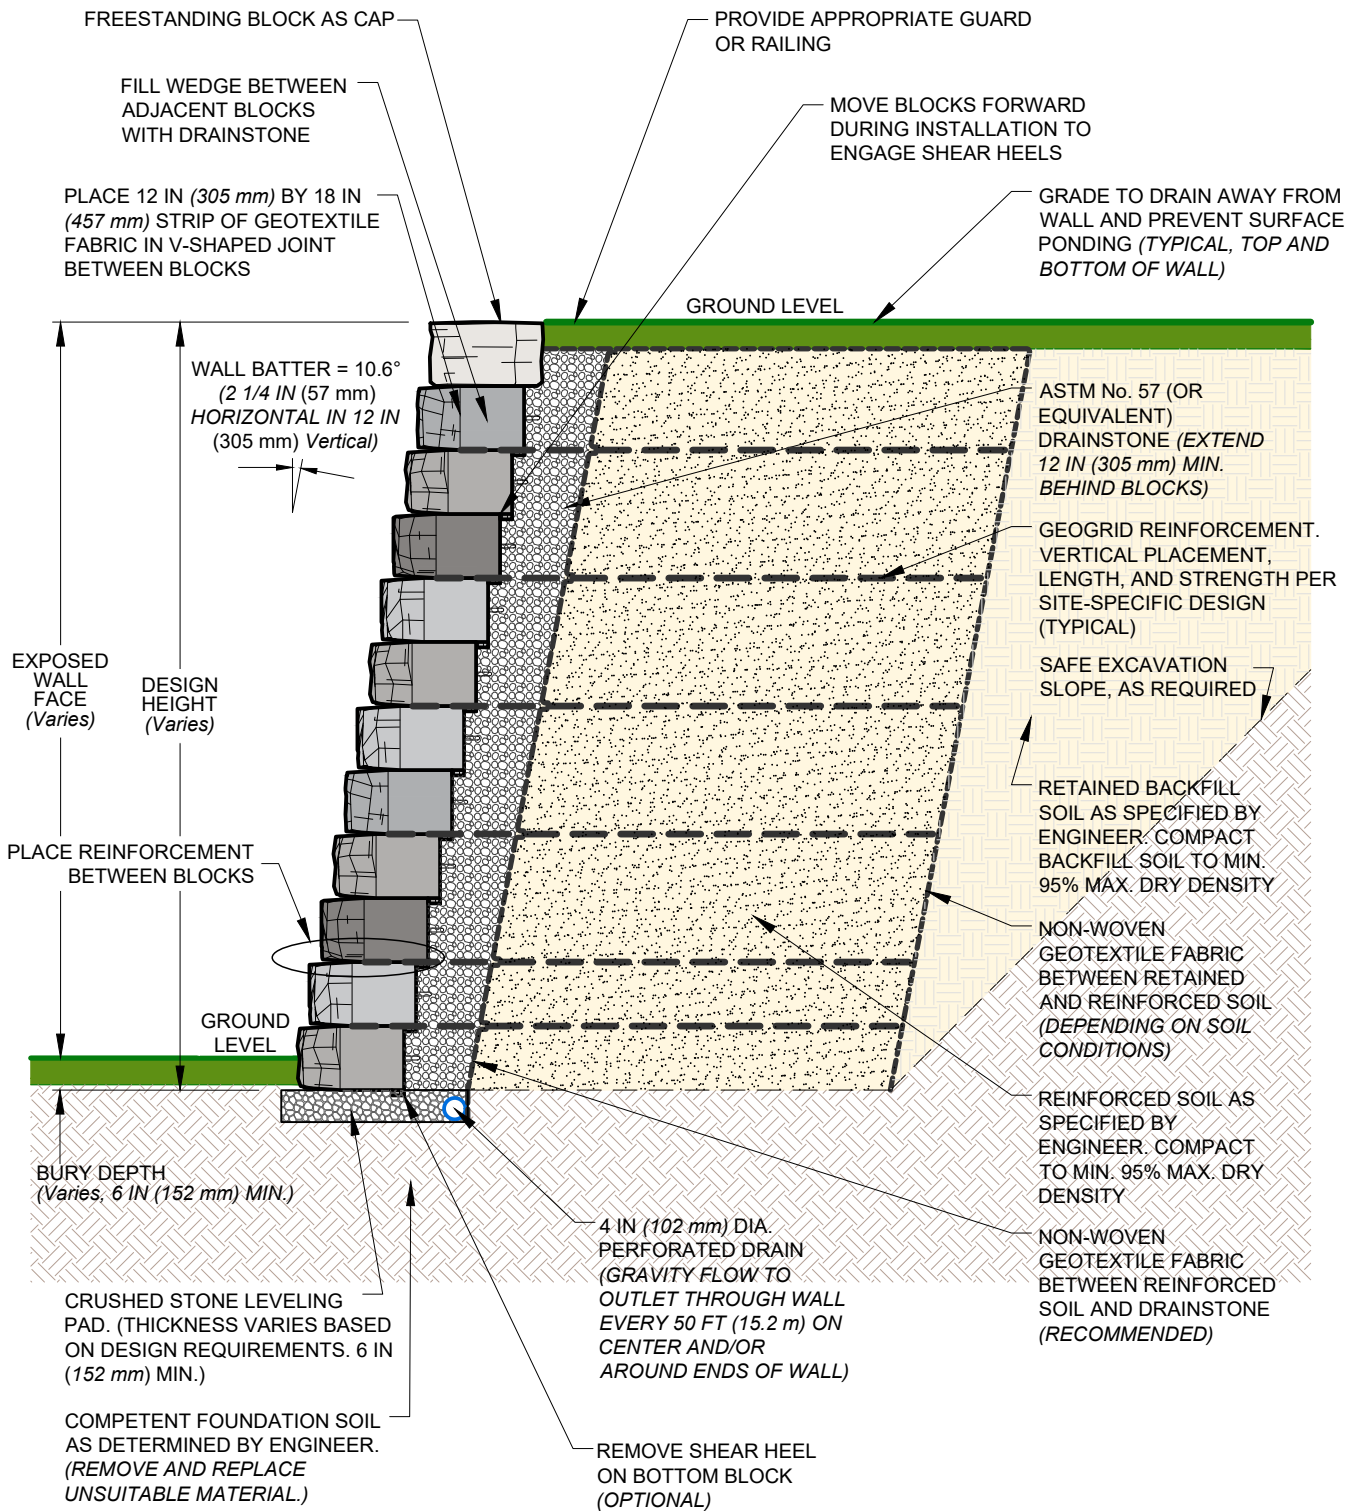 FREESTANDING BLOCK AS CAP
PROVIDE APPROPRIATE GUARD
OR RAILING
FILL WEDGE BETWEEN
ADJACENT BLOCKS
WITH DRAINSTONE
MOVE BLOCKS FORWARD
DURING INSTALLATION TO
ENGAGE SHEAR HEELS
PLACE 12 IN (305 mm) BY 18 IN
(457 mm) STRIP OF GEOTEXTILE
FABRIC IN V-SHAPED JOINT
BETWEEN BLOCKS
GRADE TO DRAIN AWAY FROM
WALL AND PREVENT SURFACE
PONDING (TYPICAL, TOP AND
BOTTOM OF WALL)
GROUND LEVEL
WALL BATTER = 10.6°
(2 1/4 IN (57 mm)
HORIZONTAL IN 12 IN
(305 mm) Vertical)
ASTM No. 57 (OR
EQUIVALENT)
DRAINSTONE (EXTEND
12 IN (305 mm) MIN.
BEHIND BLOCKS)
GEOGRID REINFORCEMENT.
VERTICAL PLACEMENT,
LENGTH, AND STRENGTH PER
SITE-SPECIFIC DESIGN
(TYPICAL)
EXPOSED
WALL
FACE
(Varies)
DESIGN
HEIGHT
(Varies)
SAFE EXCAVATION
SLOPE, AS REQUIRED
RETAINED BACKFILL
SOIL AS SPECIFIED BY
ENGINEER. COMPACT
BACKFILL SOIL TO MIN.
95% MAX. DRY DENSITY
PLACE REINFORCEMENT
BETWEEN BLOCKS
NON-WOVEN
GEOTEXTILE FABRIC
BETWEEN RETAINED
AND REINFORCED SOIL
(DEPENDING ON SOIL
CONDITIONS)
GROUND
LEVEL
REINFORCED SOIL AS
SPECIFIED BY
ENGINEER. COMPACT
TO MIN. 95% MAX. DRY
DENSITY
BURY DEPTH
(Varies, 6 IN (152 mm) MIN.)
4 IN (102 mm) DIA.
PERFORATED DRAIN
(GRAVITY FLOW TO
OUTLET THROUGH WALL
EVERY 50 FT (15.2 m) ON
CENTER AND/OR
AROUND ENDS OF WALL)
NON-WOVEN
GEOTEXTILE FABRIC
BETWEEN REINFORCED
SOIL AND DRAINSTONE
(RECOMMENDED)
CRUSHED STONE LEVELING
PAD. (THICKNESS VARIES BASED
ON DESIGN REQUIREMENTS. 6 IN
(152 mm) MIN.)
COMPETENT FOUNDATION SOIL
AS DETERMINED BY ENGINEER.
(REMOVE AND REPLACE
UNSUITABLE MATERIAL.)
REMOVE SHEAR HEEL
ON BOTTOM BLOCK
(OPTIONAL)